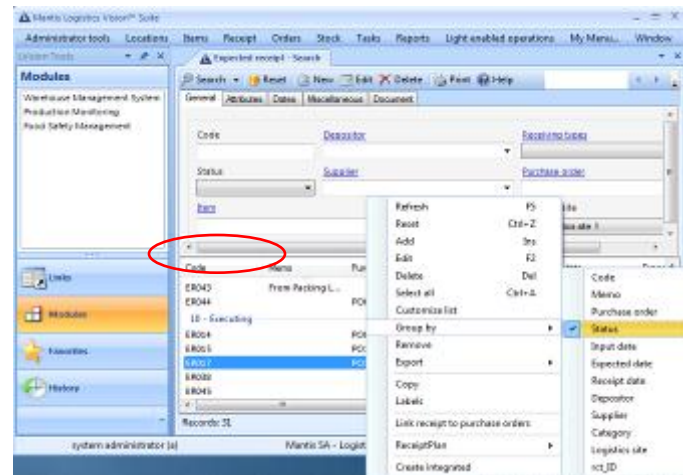 Mantis Logistics Vision™ Suite
Administrator tools Locations Items Receipt Orders Stock Tasks Reports Light enabled operations My Menu... Window
Expected receipt - Search
Modules
Search Reset New Edit Delete Print Help
Warehouse Management System
Production Monitoring
Food Safety Management
General Attributes Dates Miscellaneous Document
Code Depositor Receiving types
Status Supplier Purchase order
Item
Code Memo
ER043 From Packing L...
ER044
10 - Executing
ER014
ER015
ER017
ER038
ER045
Records: 31
Links
Modules
Favorites
History
system administrator
Mantis SA - Logist
Refresh F5
Reset Ctrl+Z
Add Ins
Edit F2
Delete Del
Select all Ctrl+A
Customize list
Group by
Remove
Export
Copy
Labels
Link receipt to purchase orders
ReceiptPlan
Create integrated
Code
Memo
Purchase order
Status
Input date
Expected date
Receipt date
Depositor
Supplier
Category
Logistics site
rct_ID